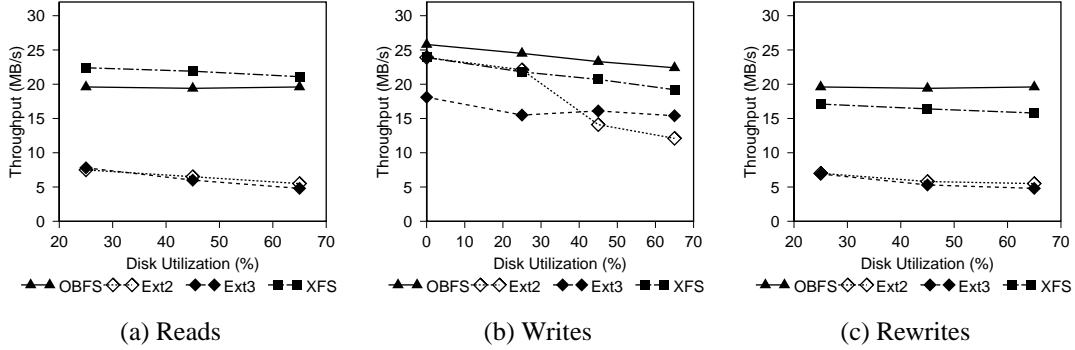 Throughput (MB/s)
30
25
20
15
10
5
0
20 30 40 50 60 70
Disk Utilization (%)
OBFS Ext2 Ext3 XFS
(a) Reads
Throughput (MB/s)
30
25
20
15
10
5
0
0 10 20 30 40 50 60 70
Disk Utilization (%)
OBFS Ext2 Ext3 XFS
(b) Writes
Throughput (MB/s)
30
25
20
15
10
5
0
20 30 40 50 60 70
Disk Utilization (%)
OBFS Ext2 Ext3 XFS
(c) Rewrites